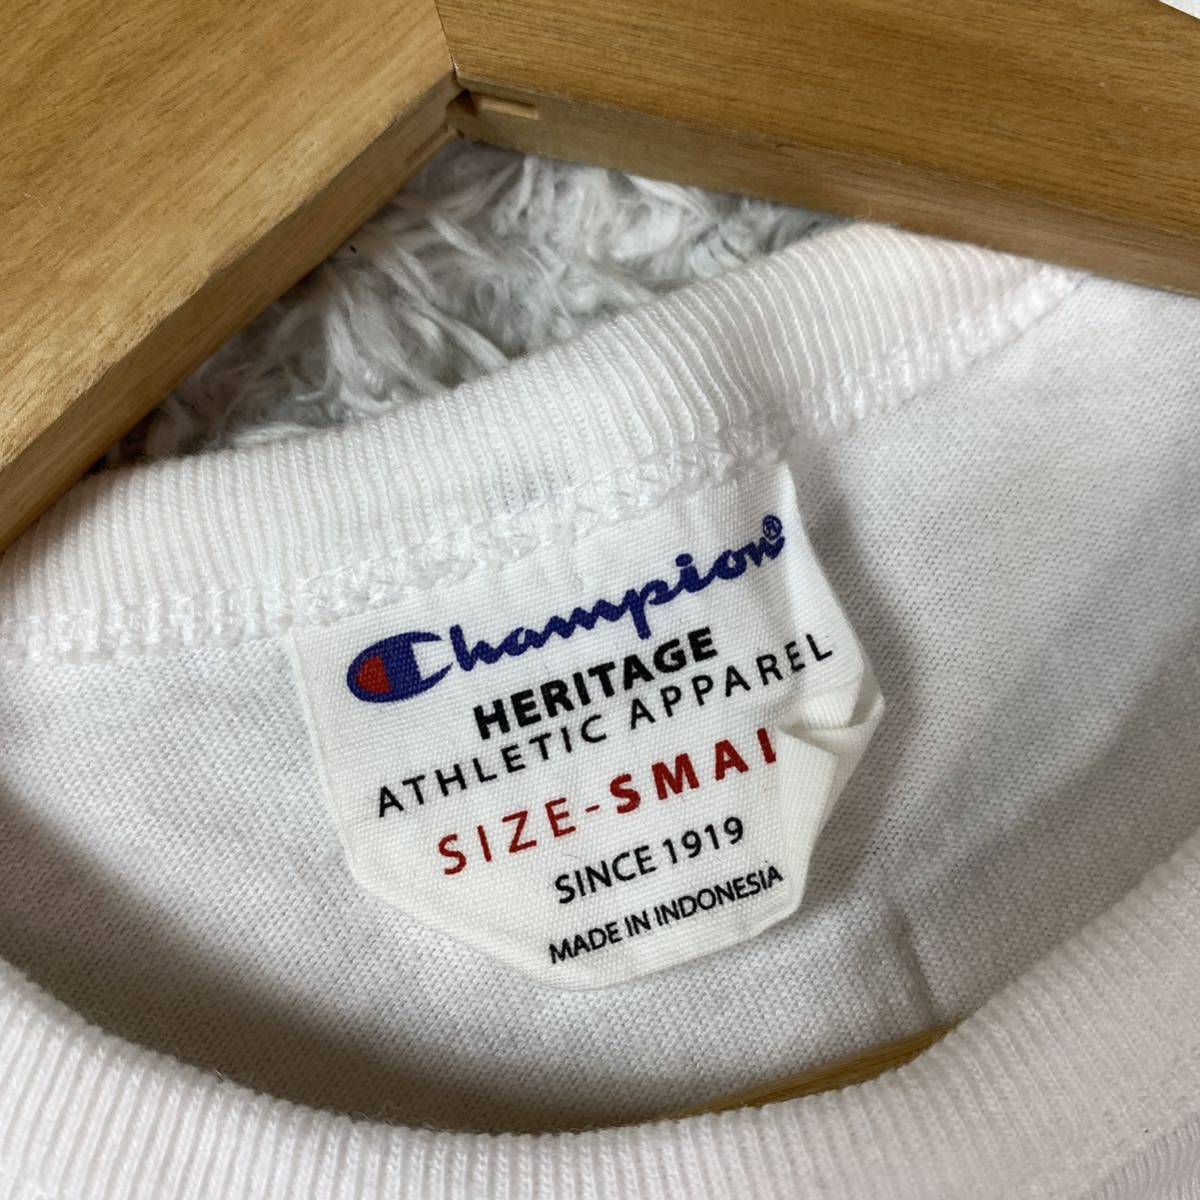 Champion®
HERITAGE
ATHLETIC APPAREL
SIZE-SMAL
SINCE 1919
MADE IN INDONESIA